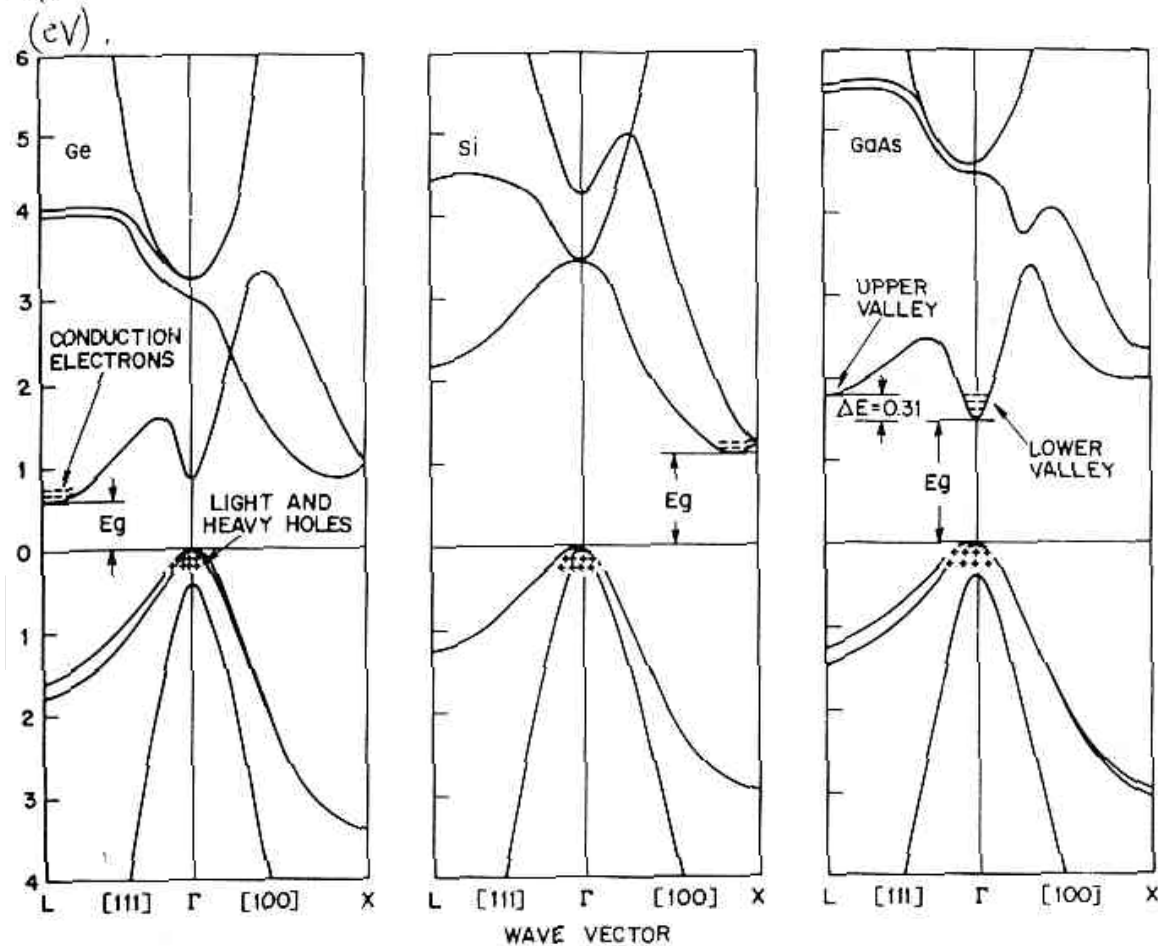 (eV).
6
5
4
3
2
1
0
1
2
3
4
Ge
CONDUCTION
ELECTRONS
Eg
LIGHT AND
HEAVY HOLES
L [111] Γ [100] X
Si
Eg
L [111] Γ [100] X
GaAs
UPPER
VALLEY
ΔE=0.31
Eg
LOWER
VALLEY
L [111] Γ [100] X
WAVE VECTOR